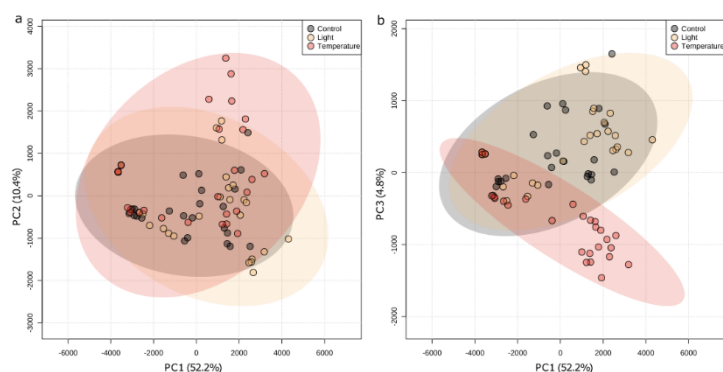 a
Control
Light
Temperature
4000
3000
2000
1000
0
-1000
-2000
-3000
PC2 (10.4%)
-6000 -4000 -2000 0 2000 4000 6000
PC1 (52.2%)
b
Control
Light
Temperature
2000
1000
0
-1000
-2000
PC3 (4.8%)
-6000 -4000 -2000 0 2000 4000 6000
PC1 (52.2%)